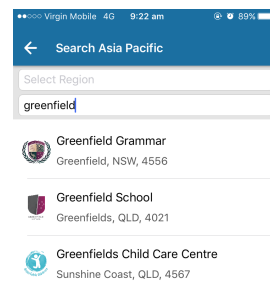 Virgin Mobile 4G 9:22 am 89%
Search Asia Pacific
Select Region
greenfield
Greenfield Grammar
Greenfield, NSW, 4556
Greenfield School
Greenfields, QLD, 4021
Greenfields Child Care Centre
Sunshine Coast, QLD, 4567